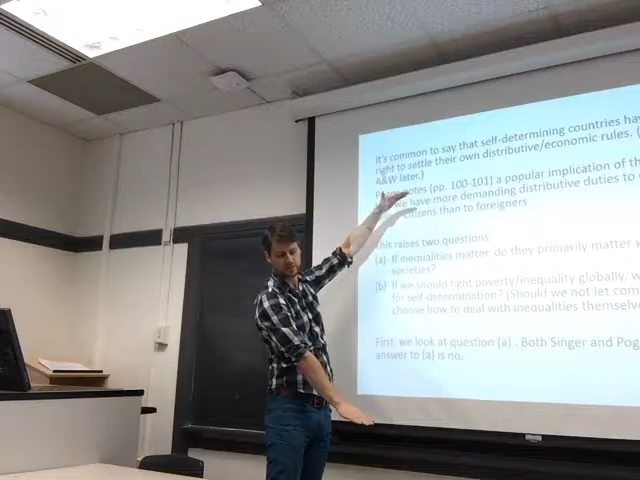 It's common to say that self-determining countries hav
right to settle their own distributive/economic rules. (
A&W later.)
notes (pp. 100-101) a popular implication of th
we have more demanding distributive duties to
citizens than to foreigners
This raises two questions:
(a) If inequalities matter do they primarily matter w
societies?
(b) If we should fight poverty/inequality globally, w
for self-determination? (Should we not let com
choose how to deal with inequalities themselve
First, we look at question (a) . Both Singer and Pog
answer to (a) is no.